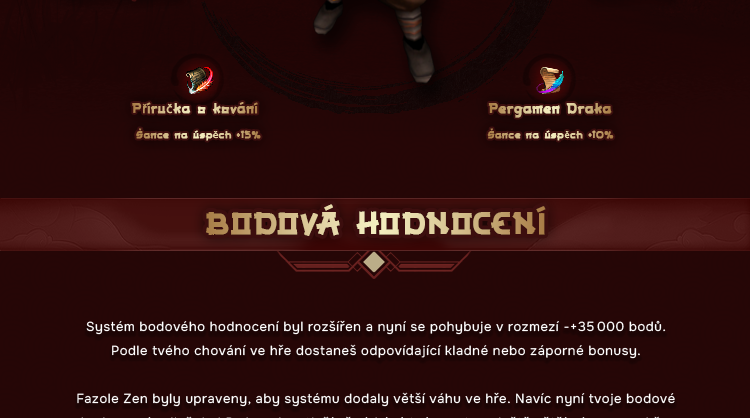 Příručka o kování
Pergamen Draka
Šance na úspěch +15%
Šance na úspěch +10%
BODOVÁ HODNOCENÍ
Systém bodového hodnocení byl rozšířen a nyní se pohybuje v rozmezí -+35 000 bodů.
Podle tvého chování ve hře dostaneš odpovídající kladné nebo záporné bonusy.
Fazole Zen byly upraveny, aby systému dodaly větší váhu ve hře. Navíc nyní tvoje bodové